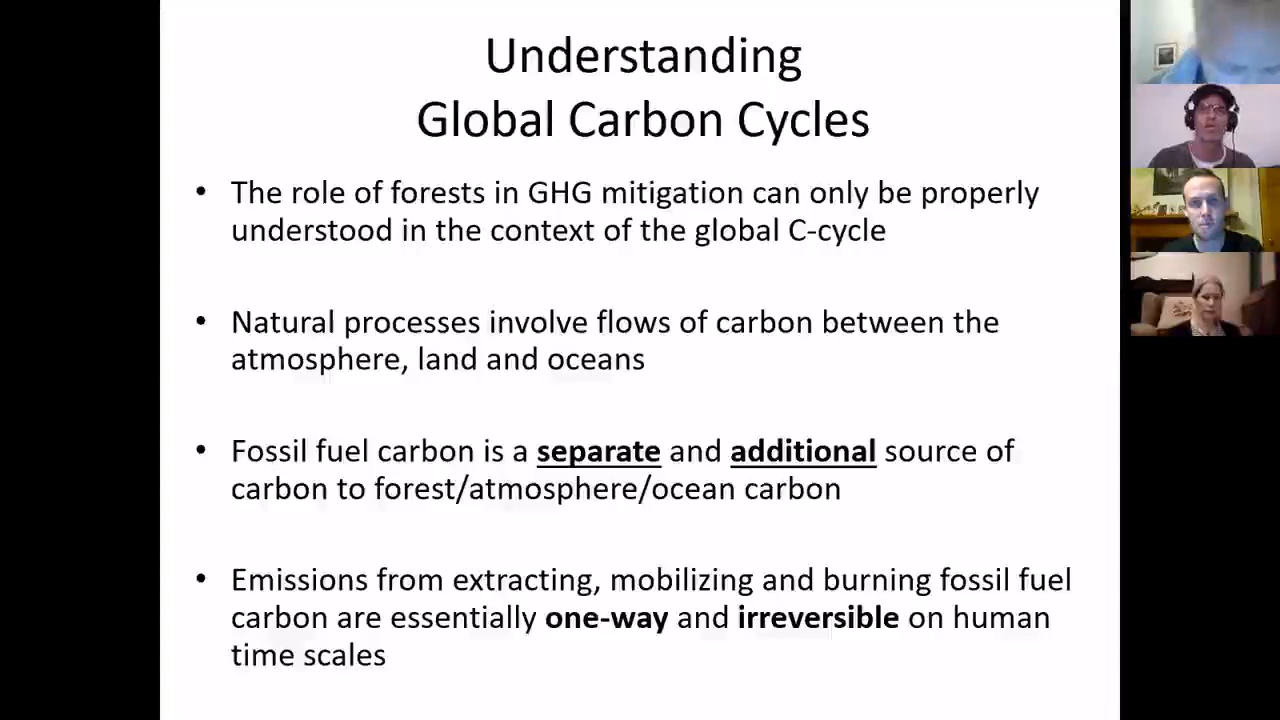 Understanding
Global Carbon Cycles
• The role of forests in GHG mitigation can only be properly
understood in the context of the global C-cycle
• Natural processes involve flows of carbon between the
atmosphere, land and oceans
• Fossil fuel carbon is a separate and additional source of
carbon to forest/atmosphere/ocean carbon
• Emissions from extracting, mobilizing and burning fossil fuel
carbon are essentially one-way and irreversible on human
time scales